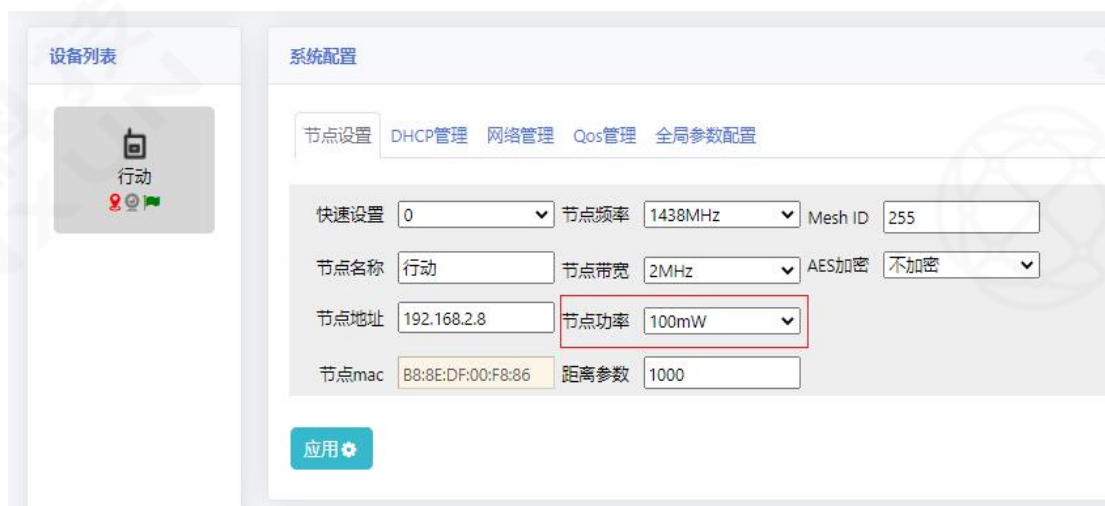 设备列表
行动
系统配置
节点设置 DHCP管理 网络管理 Qos管理 全局参数配置
快速设置 0 节点频率 1438MHz Mesh ID 255
节点名称 行动 节点带宽 2MHz AES加密 不加密
节点地址 192.168.2.8 节点功率 100mW
节点mac B8:8E:DF:00:F8:86 距离参数 1000
应用